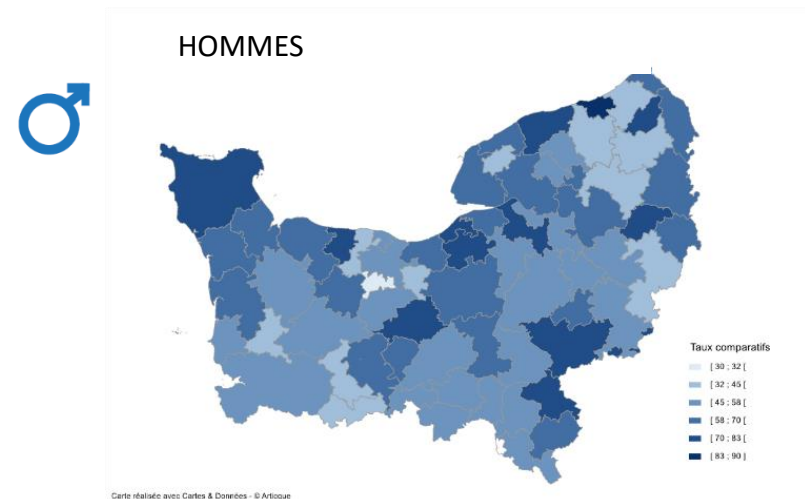 HOMMES
Taux comparatifs
[ 30 ; 32 [
[ 32 ; 45 [
[ 45 ; 58 [
[ 58 ; 70 [
[ 70 ; 83 [
[ 83 ; 90 ]
Carte réalisée avec Cartes & Données - © Artique